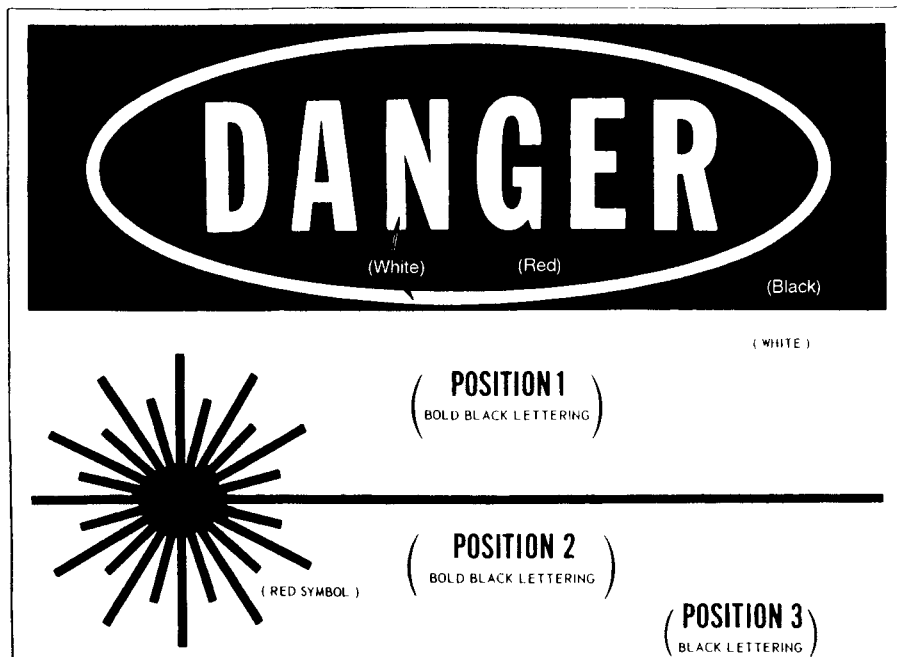 DANGER
(White)
(Red)
(Black)
( WHITE )
( POSITION 1
BOLD BLACK LETTERING )
( POSITION 2
BOLD BLACK LETTERING )
( RED SYMBOL )
( POSITION 3
BLACK LETTERING )